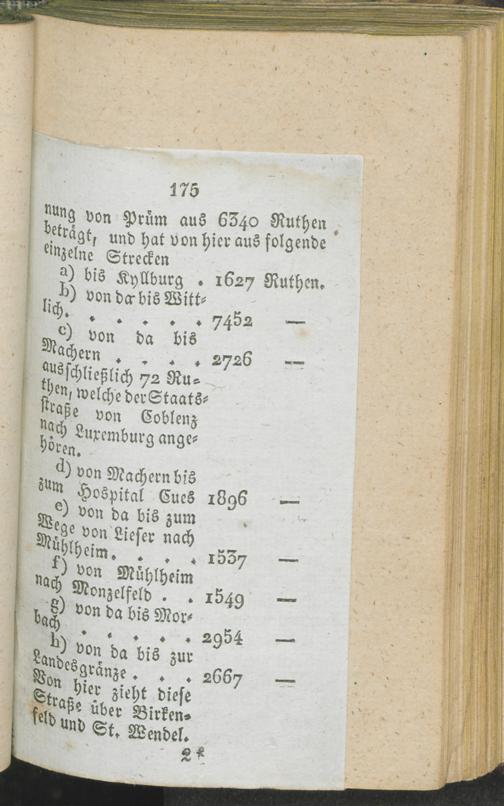 175
nung von Prüm aus 6340 Ruthen
beträgt, und hat von hier aus folgende
einzelne Strecken
a) bis Kyllburg . 1627 Ruthen.
b) von da bis Witt=
lich. . . . . . 7452 —
c) von da bis
Machern . . . . 2726 —
ausschließlich 72 Ru=
then, welche der Staats=
straße von Coblenz
nach Luxemburg ange=
hören.
d) von Machern bis
zum Hospital Cues 1896 —
e) von da bis zum
Wege von Lieser nach
Mühlheim. . . . 1537 —
f) von Mühlheim
nach Monzelfeld . . 1549 —
g) von da bis Mor=
bach . . . . . 2954 —
h) von da bis zur
Landesgränze . . . 2667 —
Von hier zieht diese
Straße über Birken=
feld und St. Wendel.
2*